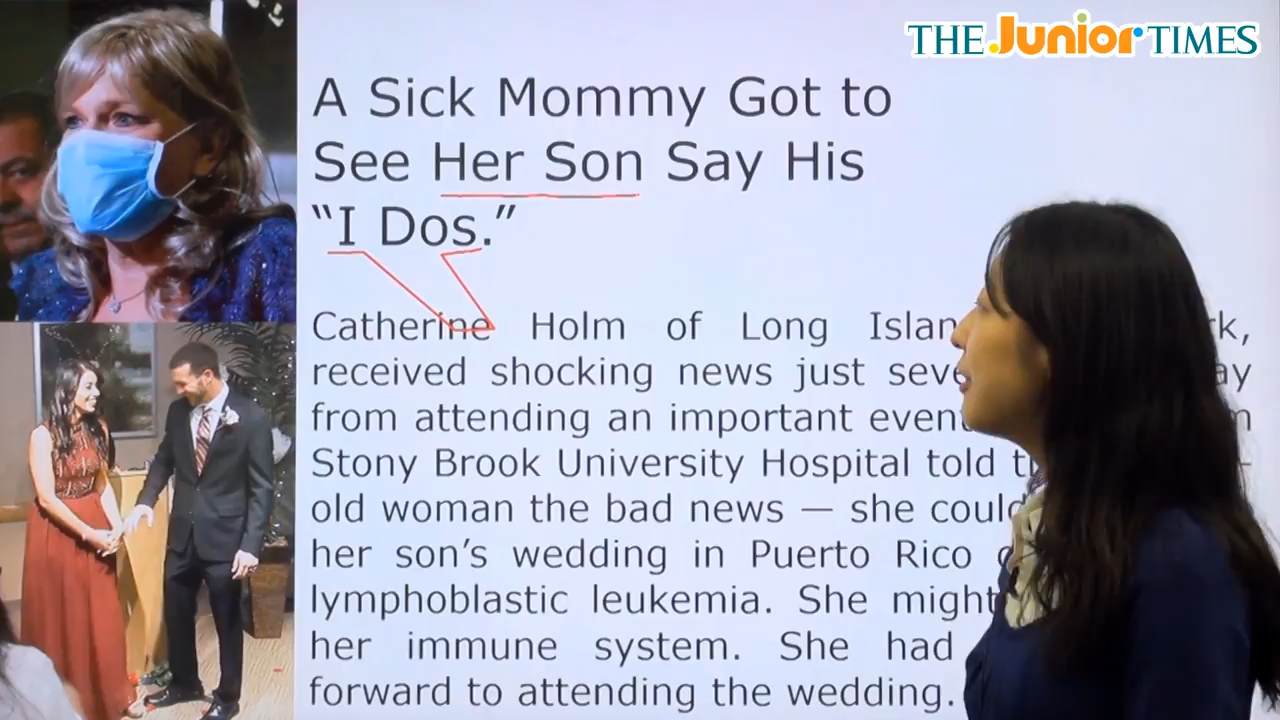 THE Junior TIMES
A Sick Mommy Got to
See Her Son Say His
“I Dos.”
Catherine Holm of Long
received shocking news just
from attending an important
Stony Brook University Hospital told
old woman the bad news — she
her son’s wedding in Puerto Rico
lymphoblastic leukemia. She might
her immune system. She had
forward to attending the wedding.